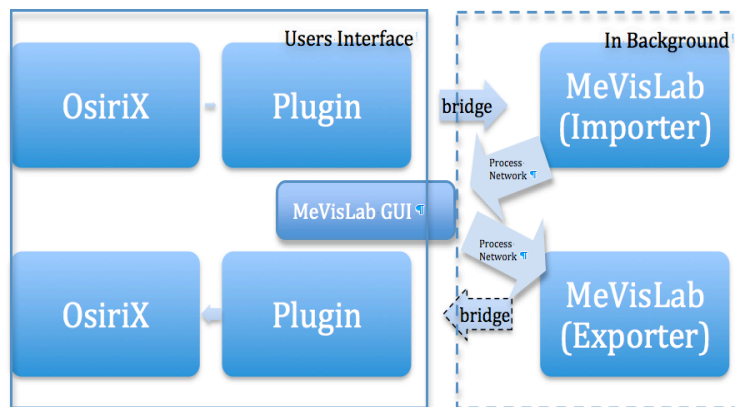 Users Interface
In Background
OsiriX
Plugin
bridge
MeVisLab
(Importer)
Process
Network ¶
MeVisLab GUI ¶
Process
Network ¶
OsiriX
Plugin
bridge
MeVisLab
(Exporter)